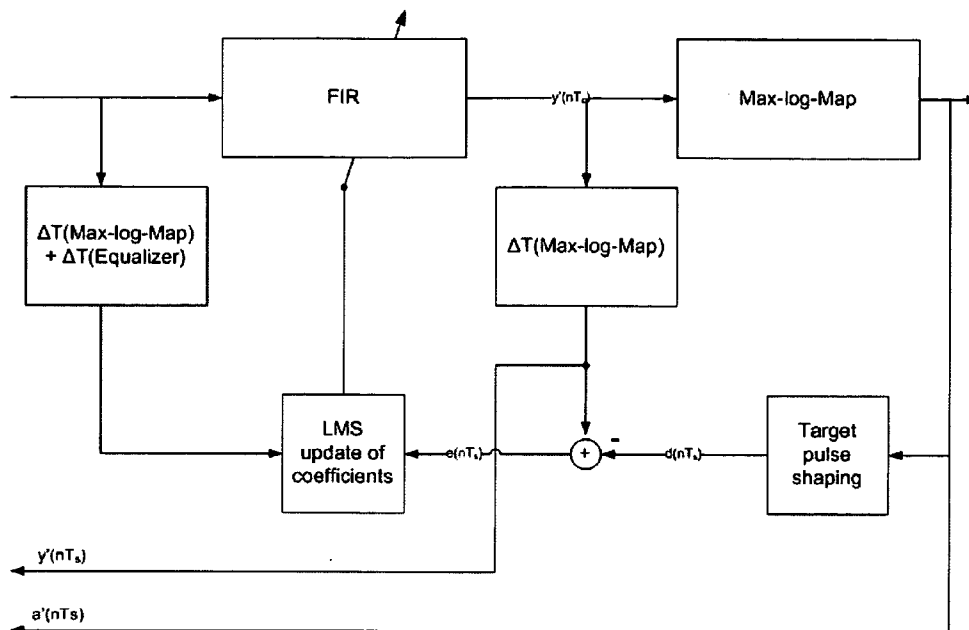 FIR
y'(nTs)
Max-log-Map
ΔT(Max-log-Map)
+ ΔT(Equalizer)
ΔT(Max-log-Map)
LMS
update of
coefficients
e(nTs)
+
-
d(nTs)
Target
pulse
shaping
y'(nTs)
a'(nTs)